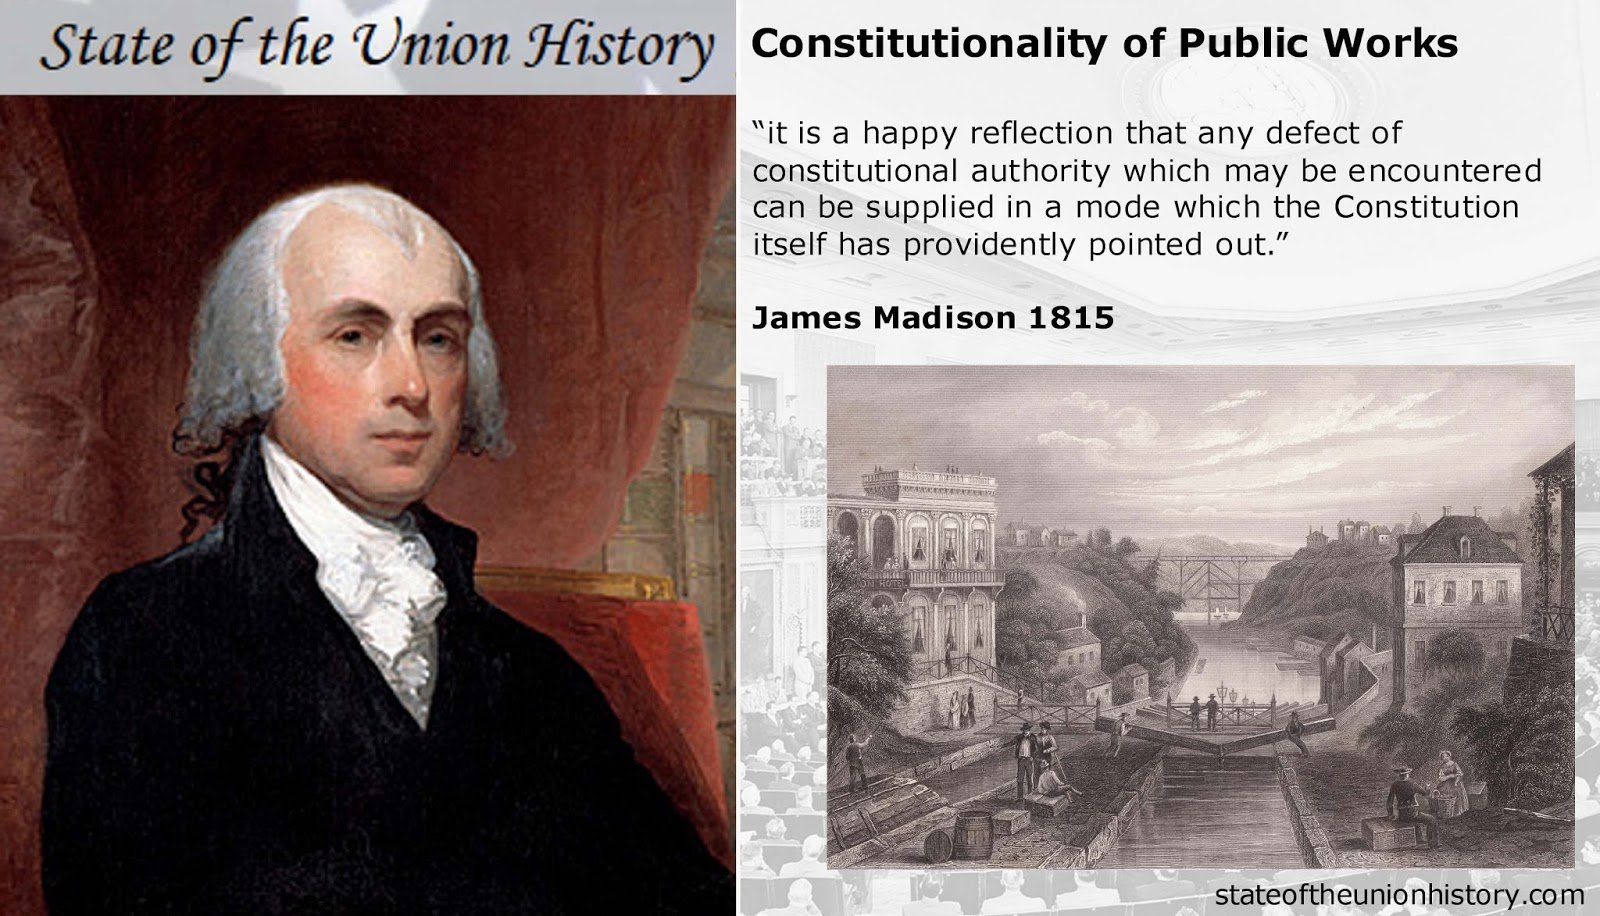 State of the Union History
Constitutionality of Public Works
“it is a happy reflection that any defect of
constitutional authority which may be encountered
can be supplied in a mode which the Constitution
itself has providently pointed out.”
James Madison 1815
HOTEL
stateoftheunionhistory.com